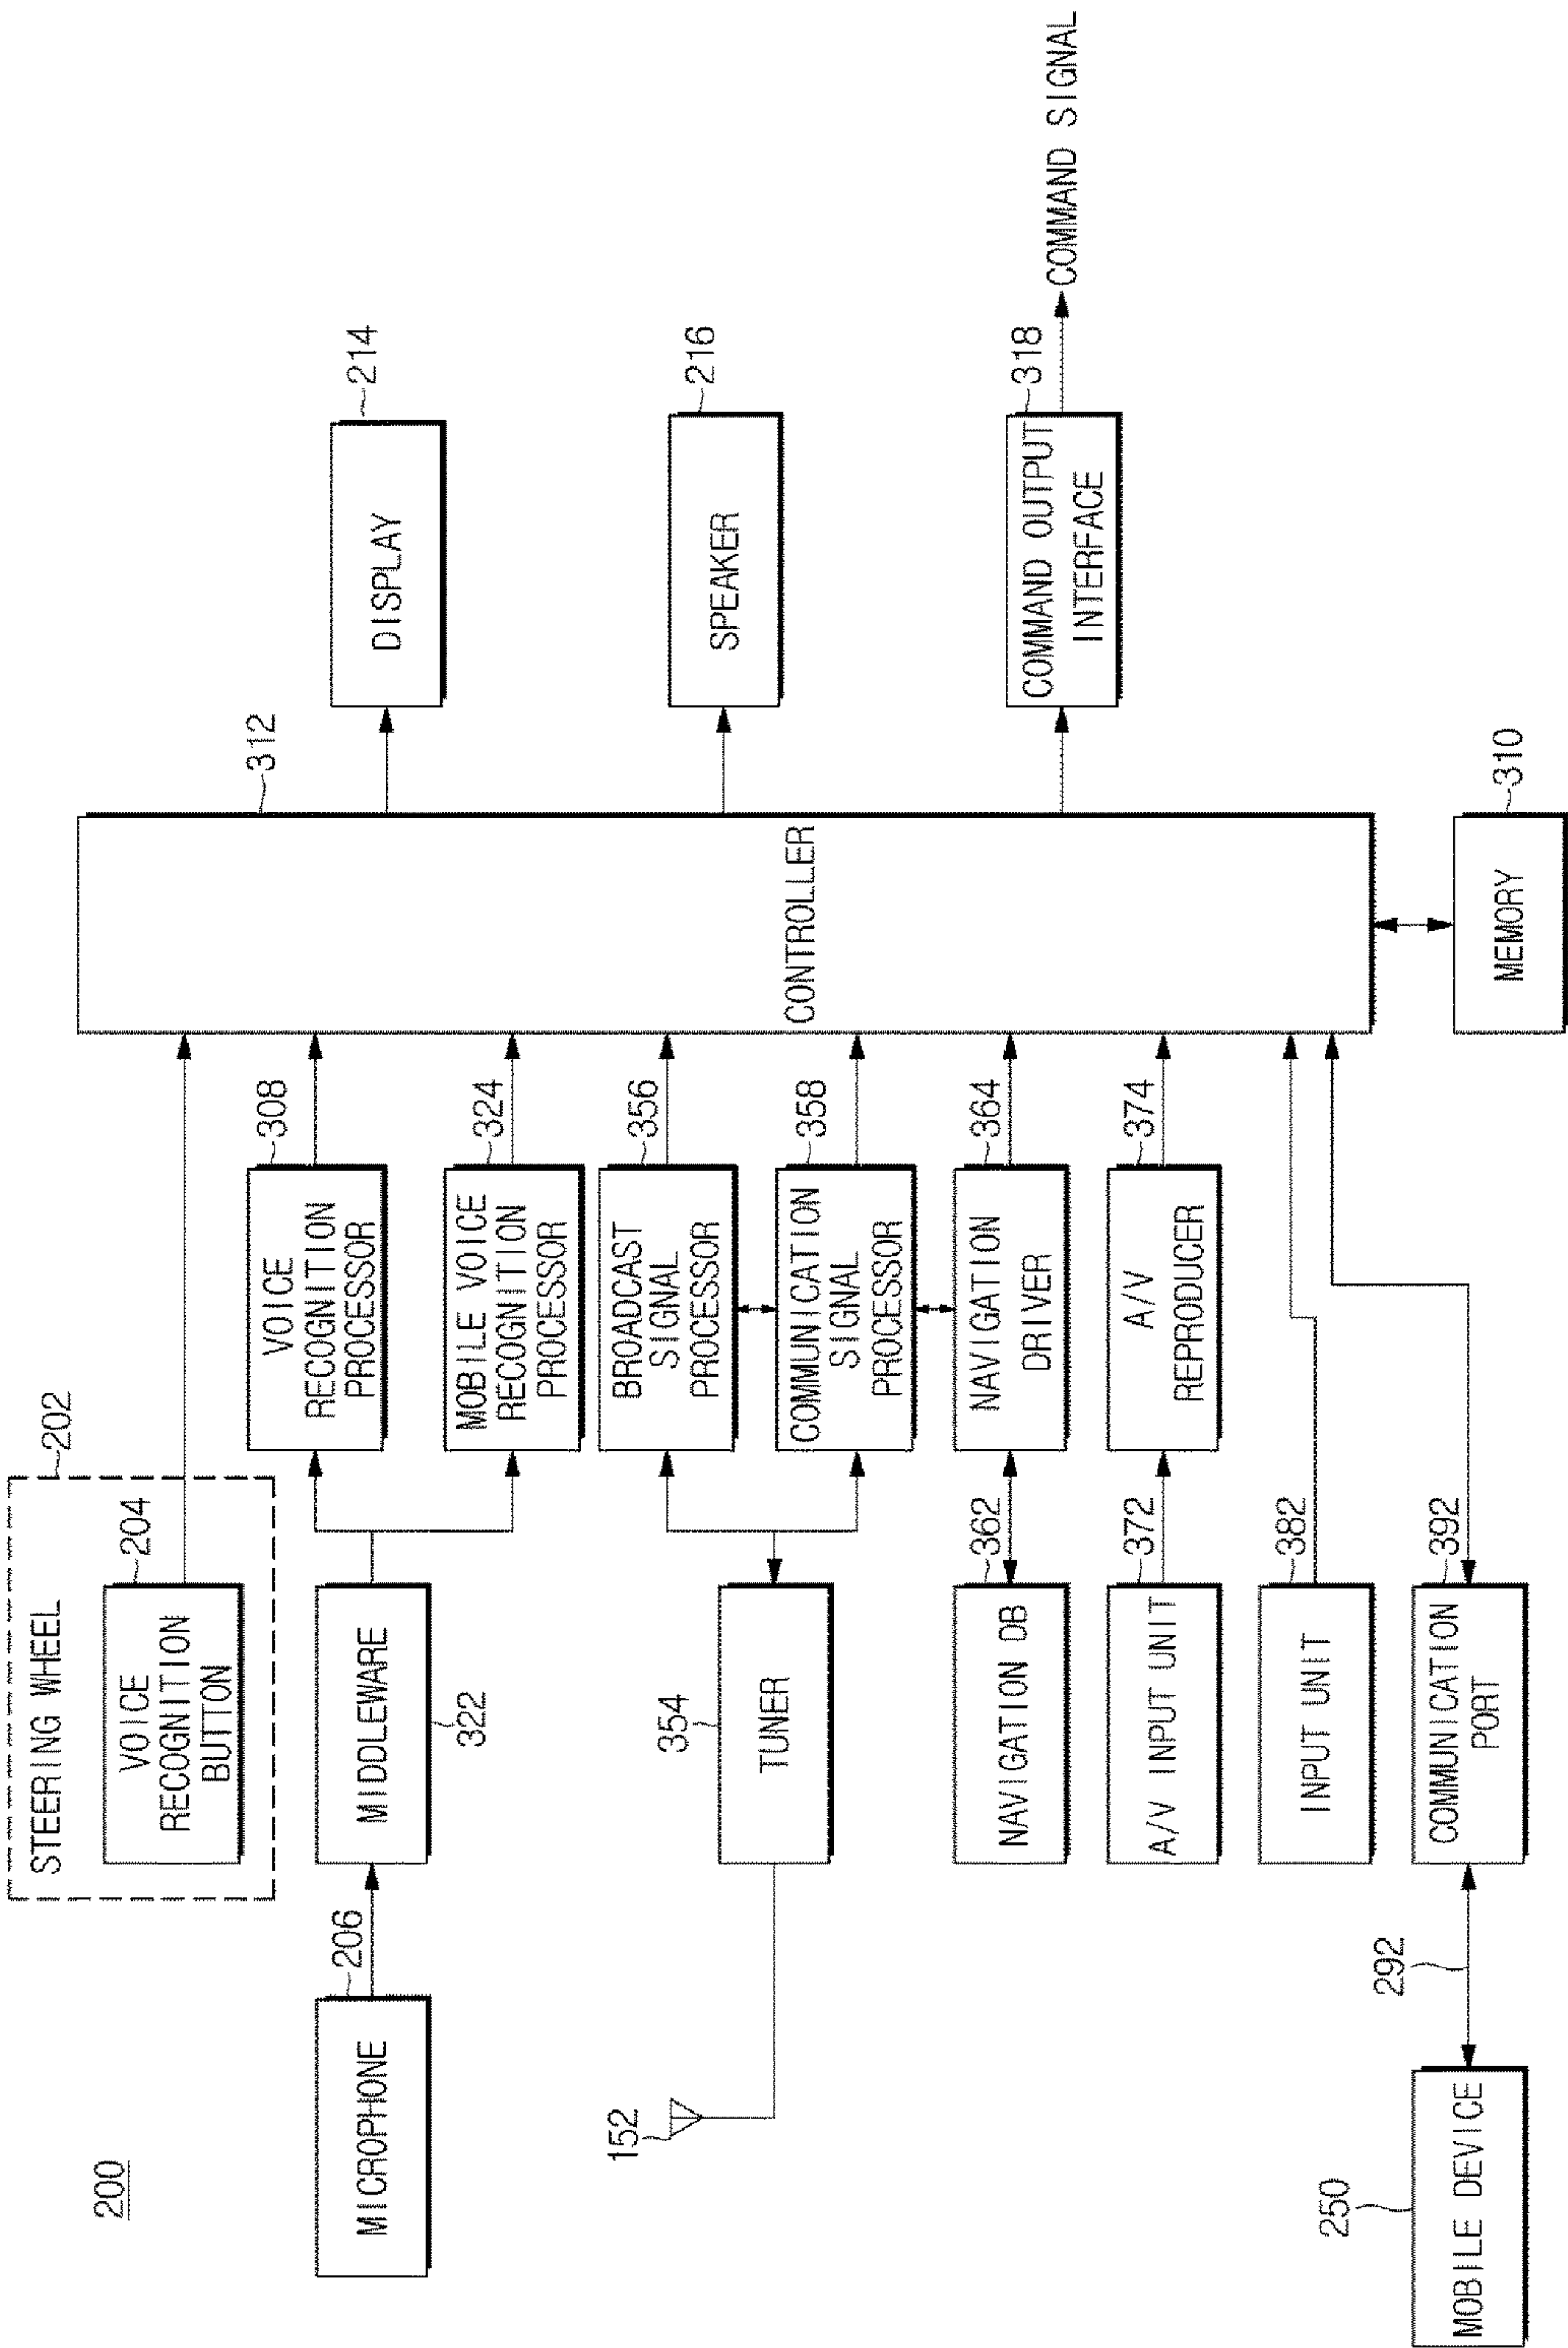 200
STEERING WHEEL
202
VOICE
RECOGNITION
BUTTON
204
MICROPHONE
206
MIDDLEWARE
322
VOICE
RECOGNITION
PROCESSOR
308
MOBILE VOICE
RECOGNITION
PROCESSOR
324
152
TUNER
354
BROADCAST
SIGNAL
PROCESSOR
356
COMMUNICATION
SIGNAL
PROCESSOR
358
NAVIGATION DB
362
NAVIGATION
DRIVER
364
A/V INPUT UNIT
372
A/V
REPRODUCER
374
INPUT UNIT
382
MOBILE DEVICE
250
292
COMMUNICATION
PORT
392
CONTROLLER
312
MEMORY
310
DISPLAY
214
SPEAKER
216
COMMAND OUTPUT
INTERFACE
318
COMMAND SIGNAL